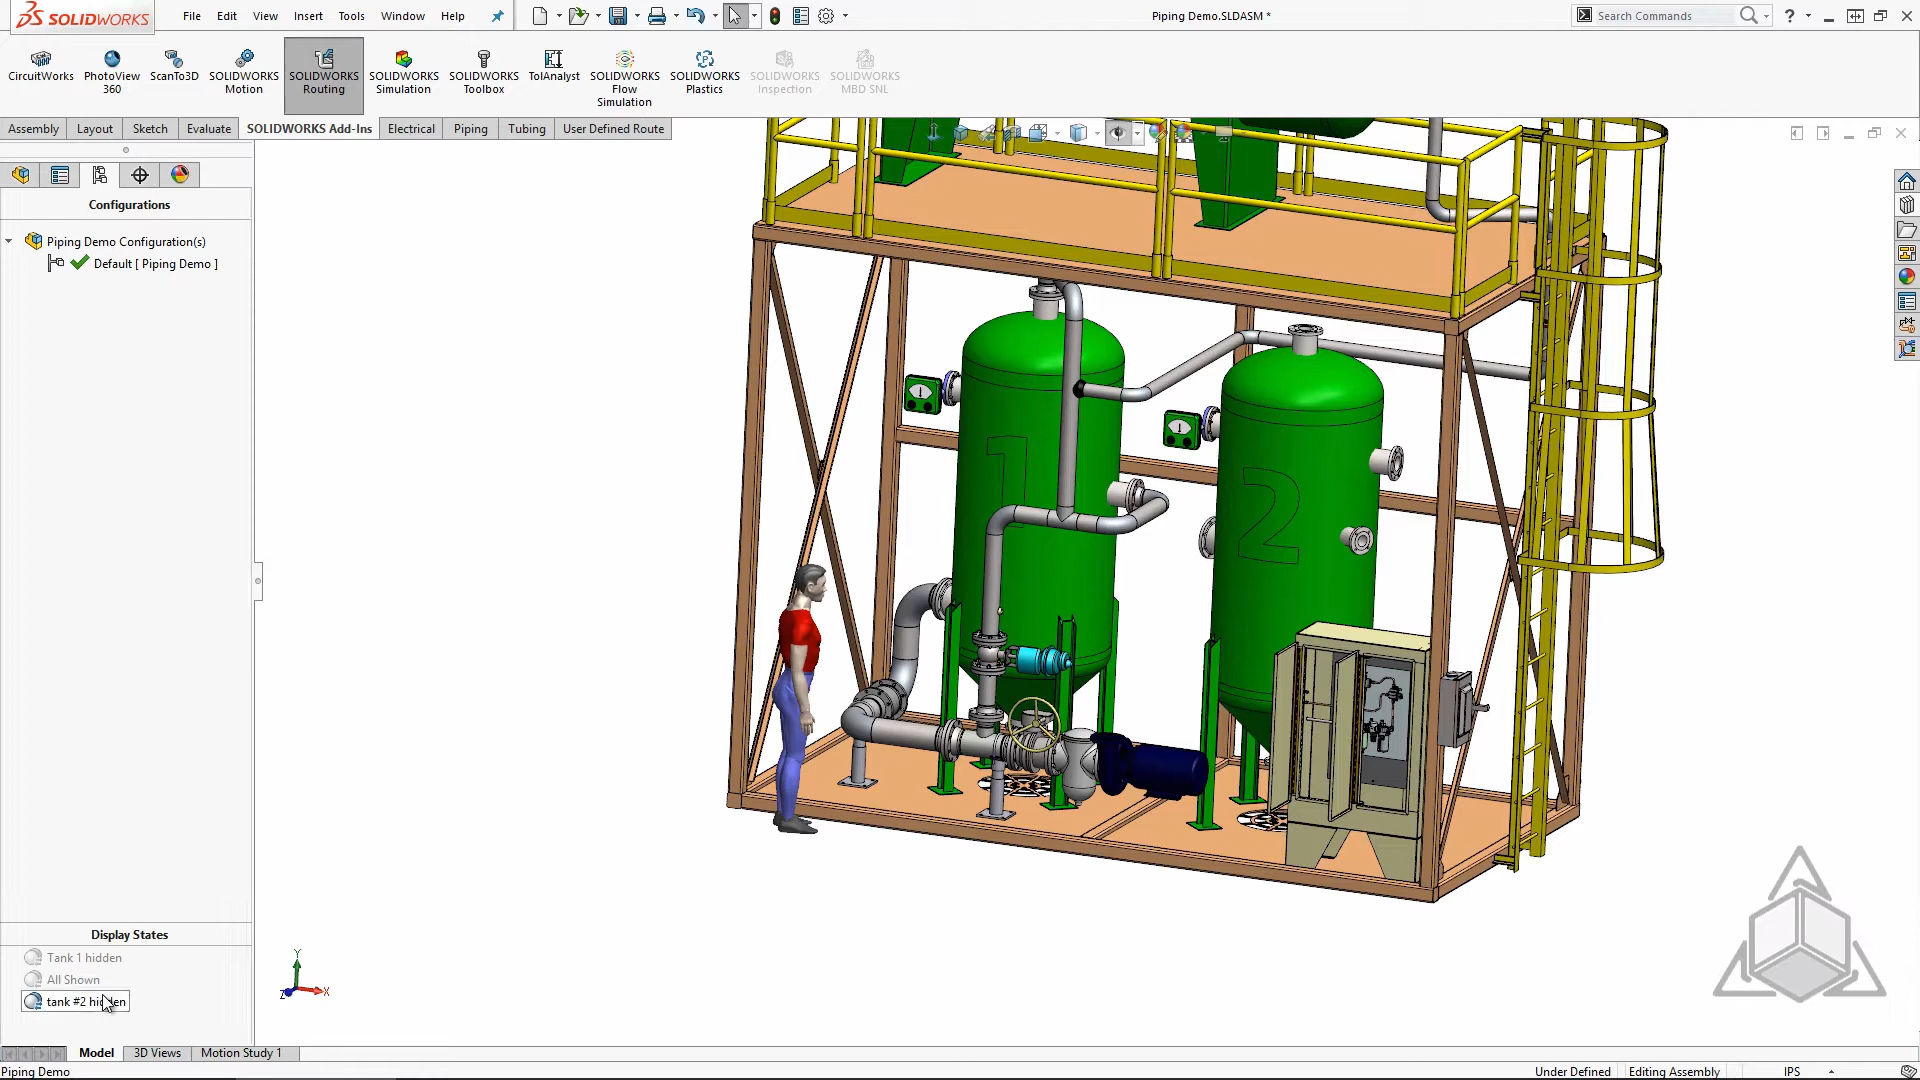 SOLIDWORKS
File Edit View Insert Tools Window Help
Piping Demo.SLDASM *
Search Commands
?
CircuitWorks
PhotoView 360
ScanTo3D
SOLIDWORKS Motion
SOLIDWORKS Routing
SOLIDWORKS Simulation
SOLIDWORKS Toolbox
TolAnalyst
SOLIDWORKS Flow Simulation
SOLIDWORKS Plastics
SOLIDWORKS Inspection
SOLIDWORKS MBD SNL
Assembly Layout Sketch Evaluate SOLIDWORKS Add-Ins Electrical Piping Tubing User Defined Route
Configurations
Piping Demo Configuration(s)
Default [ Piping Demo ]
1
2
Display States
Tank 1 hidden
All Shown
tank #2 hidden
Y
Z
X
Model 3D Views Motion Study 1
Piping Demo
Under Defined Editing Assembly IPS